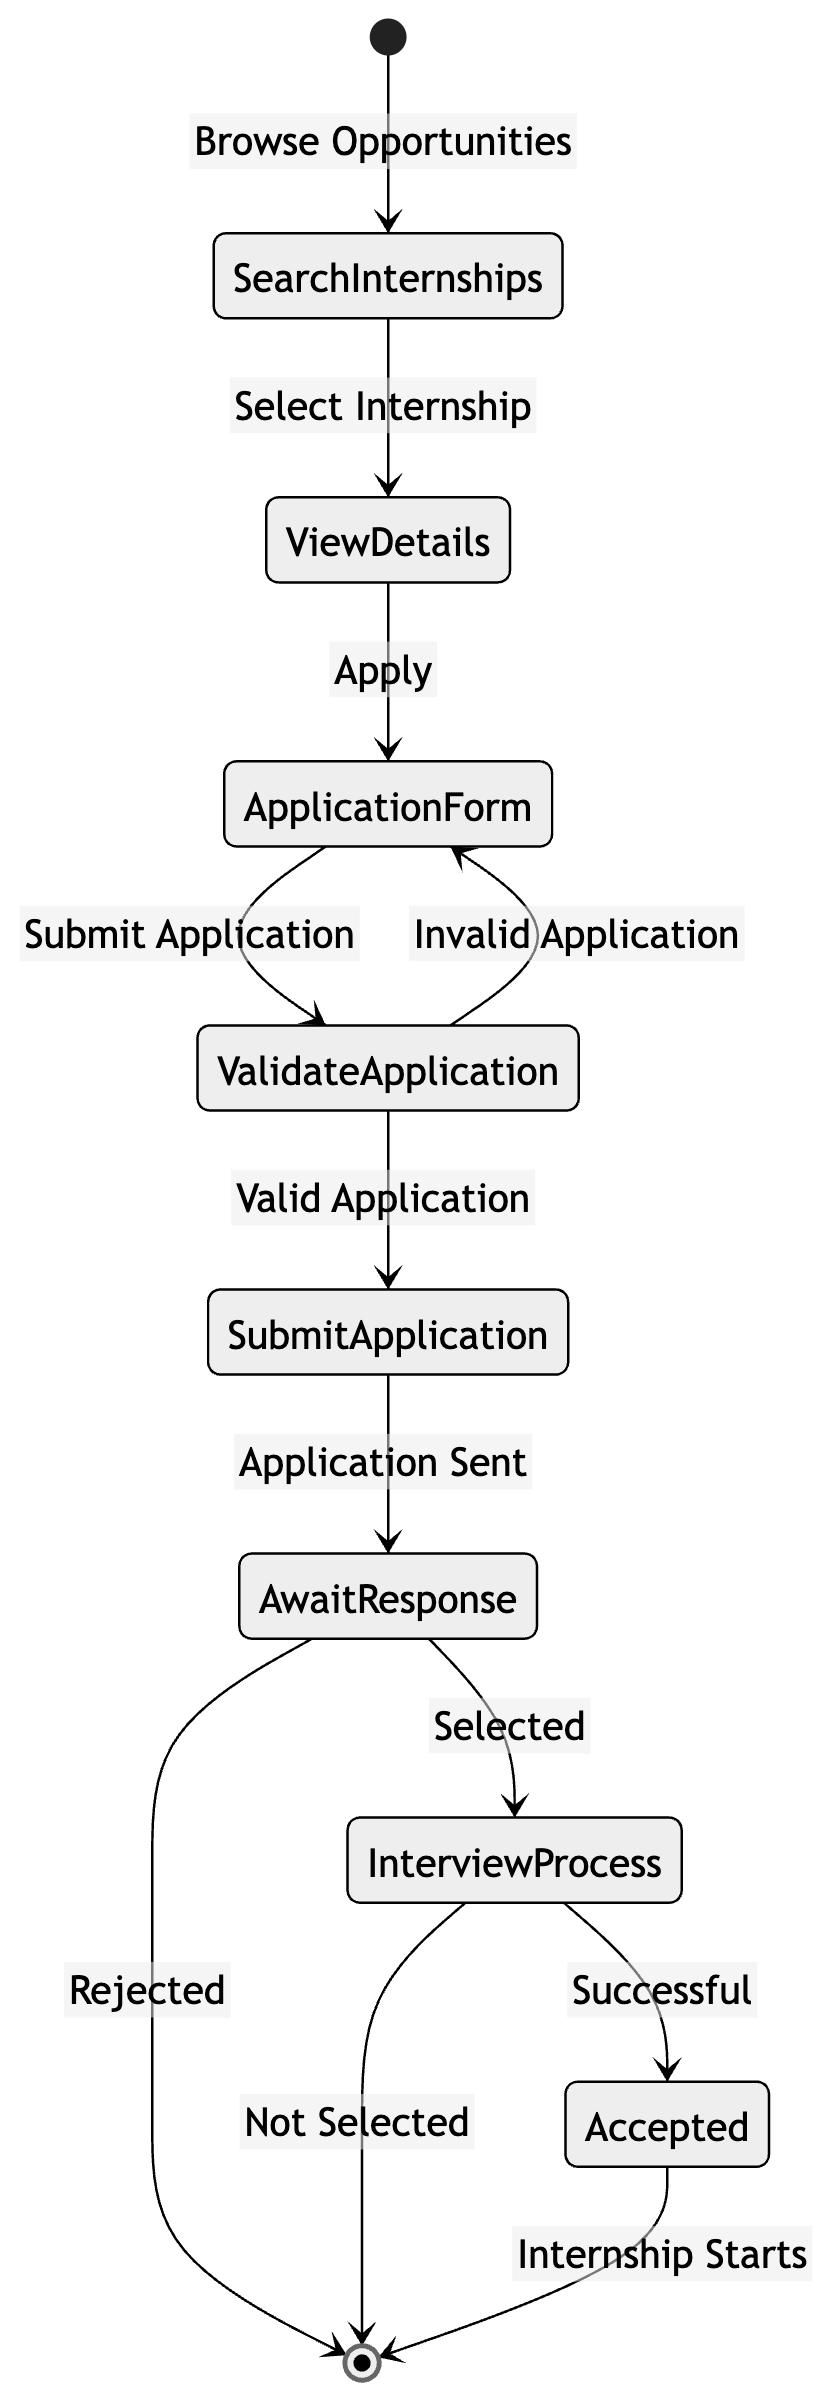 Browse Opportunities
SearchInternships
Select Internship
ViewDetails
Apply
ApplicationForm
Submit Application
Invalid Application
ValidateApplication
Valid Application
SubmitApplication
Application Sent
AwaitResponse
Selected
InterviewProcess
Rejected
Successful
Not Selected
Accepted
Internship Starts